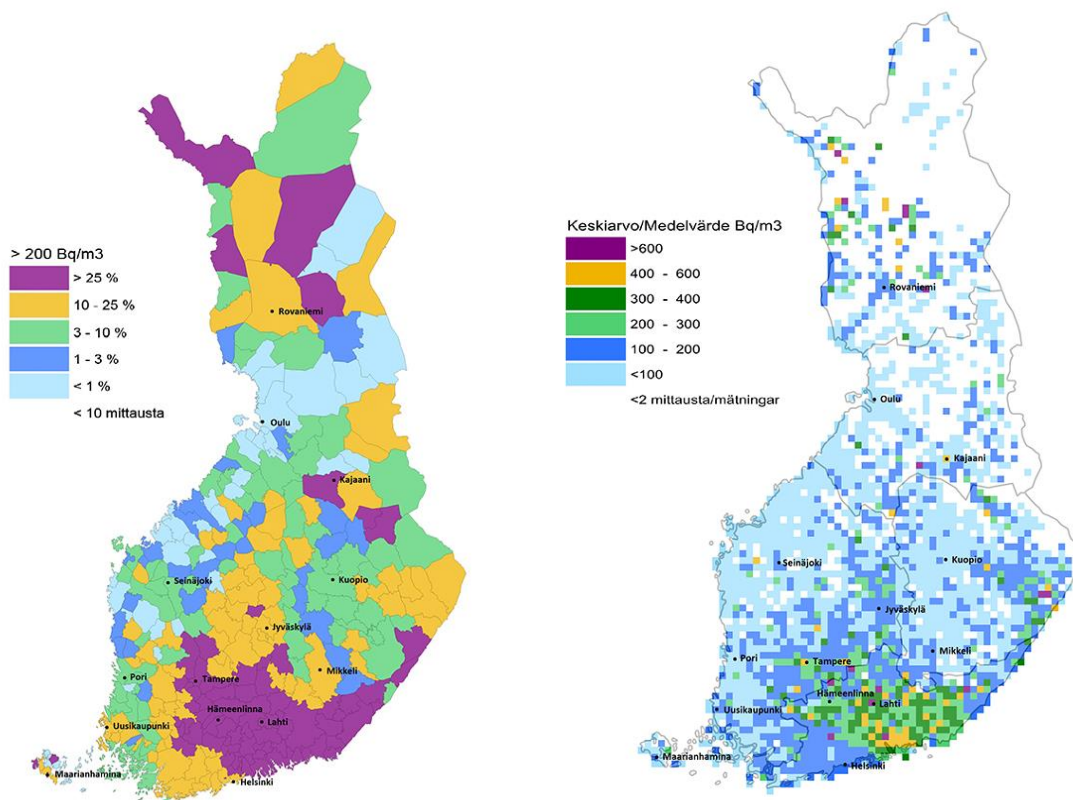 > 200 Bq/m3
> 25 %
10 - 25 %
3 - 10 %
1 - 3 %
< 1 %
< 10 mittausta
Rovaniemi
Oulu
Kajaani
Seinäjoki
Kuopio
Jyväskylä
Mikkeli
Pori
Tampere
Hämeenlinna
Lahti
Uusikaupunki
Maarianhamina
Helsinki
Keskiarvo/Medelvärde Bq/m3
>600
400 - 600
300 - 400
200 - 300
100 - 200
<100
<2 mittausta/mätningar
Rovaniemi
Oulu
Kajaani
Seinäjoki
Kuopio
Jyväskylä
Mikkeli
Pori
Tampere
Hämeenlinna
Lahti
Uusikaupunki
Maarianhamina
Helsinki